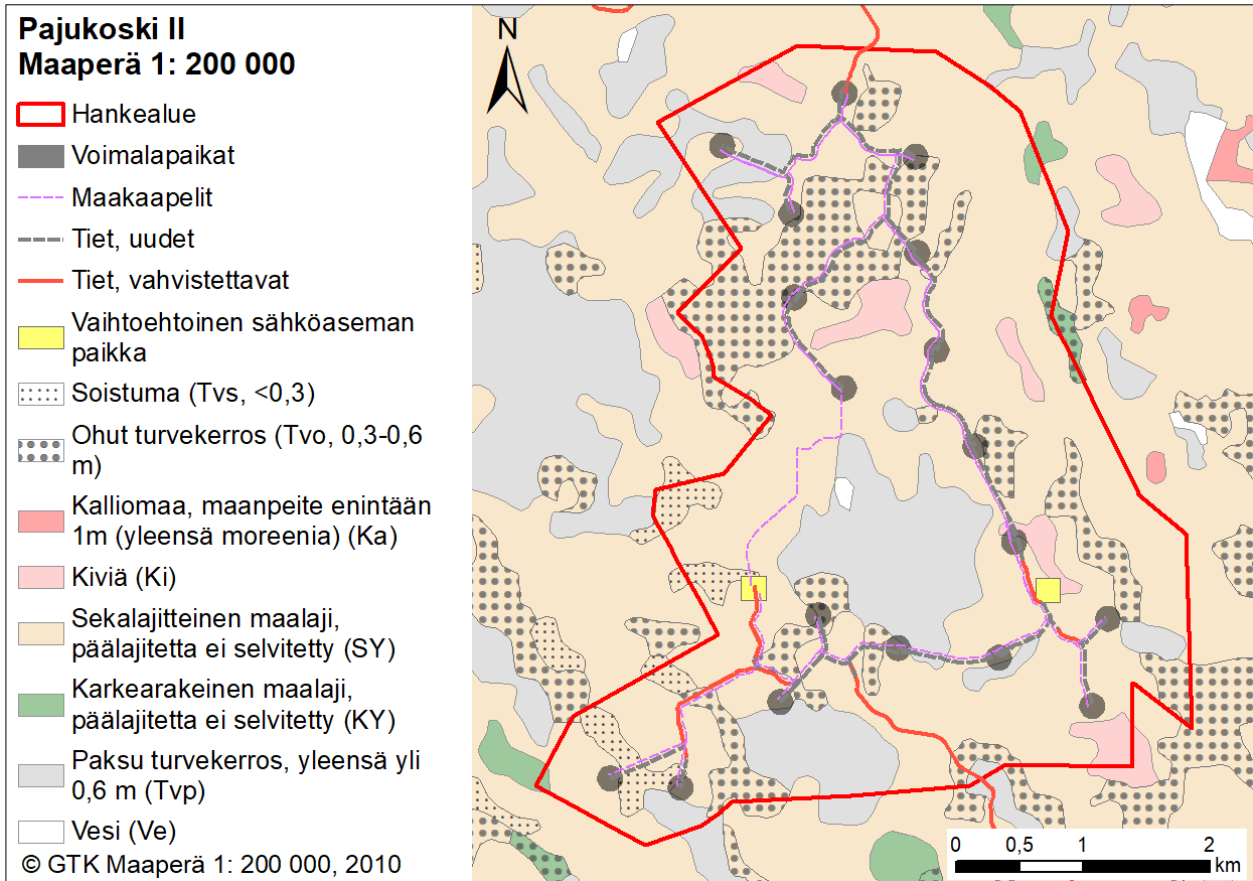 Pajukoski II
Maaperä 1: 200 000
Hankealue
Voimalapaikat
Maakaapelit
Tiet, uudet
Tiet, vahvistettavat
Vaihtoehtoinen sähköaseman
paikka
Soistuma (Tvs, <0,3)
Ohut turvekerros (Tvo, 0,3-0,6
m)
Kalliomaa, maanpeite enintään
1m (yleensä moreenia) (Ka)
Kiviä (Ki)
Sekalajitteinen maalaji,
päälajitetta ei selvitetty (SY)
Karkearakeinen maalaji,
päälajitetta ei selvitetty (KY)
Paksu turvekerros, yleensä yli
0,6 m (Tvp)
Vesi (Ve)
© GTK Maaperä 1: 200 000, 2010
N
0 0,5 1 2
km